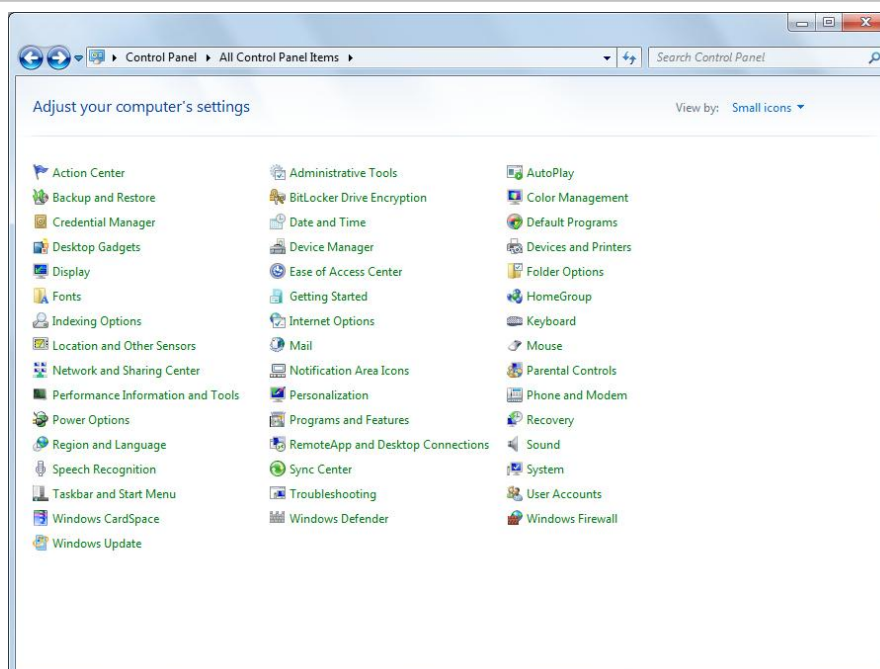 Control Panel All Control Panel Items Search Control Panel
Adjust your computer's settings View by: Small icons
Action Center Administrative Tools AutoPlay
Backup and Restore BitLocker Drive Encryption Color Management
Credential Manager Date and Time Default Programs
Desktop Gadgets Device Manager Devices and Printers
Display Ease of Access Center Folder Options
Fonts Getting Started HomeGroup
Indexing Options Internet Options Keyboard
Location and Other Sensors Mail Mouse
Network and Sharing Center Notification Area Icons Parental Controls
Performance Information and Tools Personalization Phone and Modem
Power Options Programs and Features Recovery
Region and Language RemoteApp and Desktop Connections Sound
Speech Recognition Sync Center System
Taskbar and Start Menu Troubleshooting User Accounts
Windows CardSpace Windows Defender Windows Firewall
Windows Update